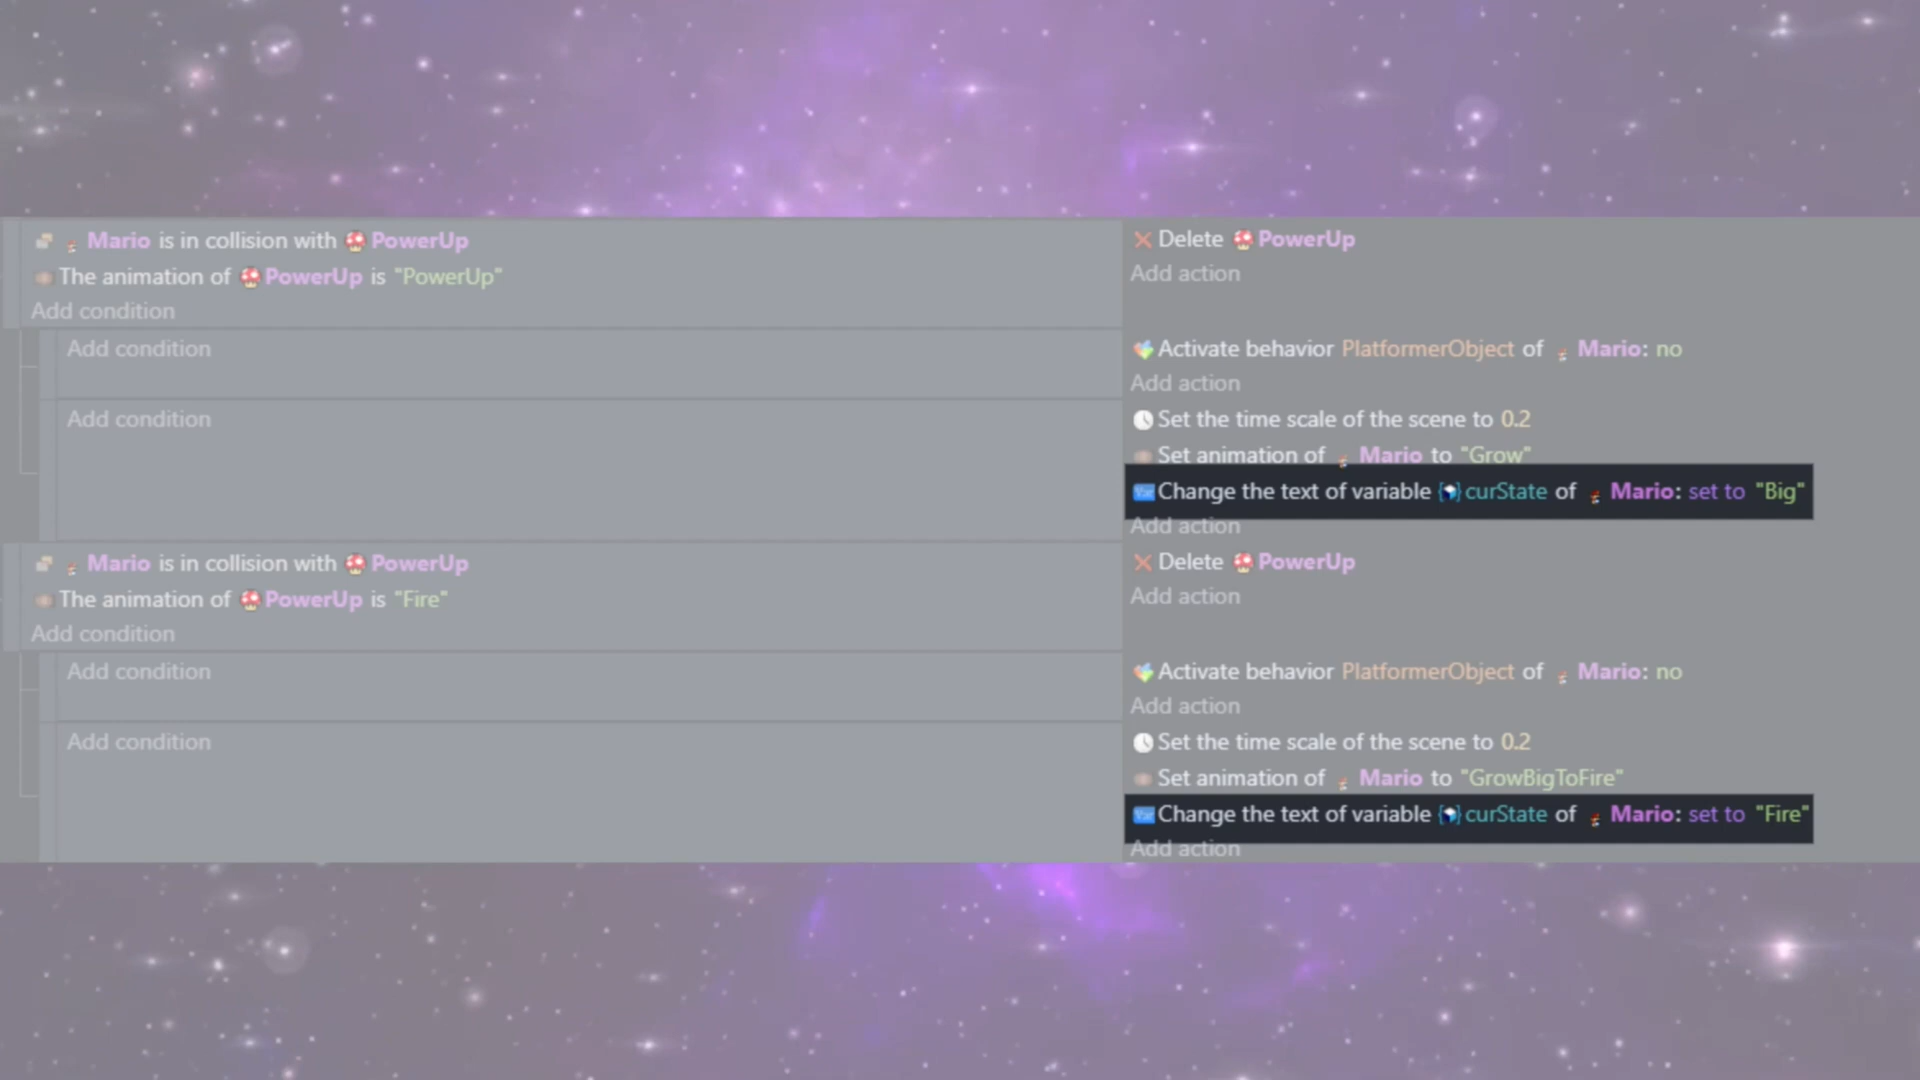 Mario is in collision with PowerUp
The animation of PowerUp is "PowerUp"
Add condition
Delete PowerUp
Add action
Add condition
Activate behavior PlatformerObject of Mario: no
Add action
Add condition
Set the time scale of the scene to 0.2
Set animation of Mario to "Grow"
Var Change the text of variable {}curState of Mario: set to "Big"
Add action
Mario is in collision with PowerUp
The animation of PowerUp is "Fire"
Add condition
Delete PowerUp
Add action
Add condition
Activate behavior PlatformerObject of Mario: no
Add action
Add condition
Set the time scale of the scene to 0.2
Set animation of Mario to "GrowBigToFire"
Var Change the text of variable {}curState of Mario: set to "Fire"
Add action